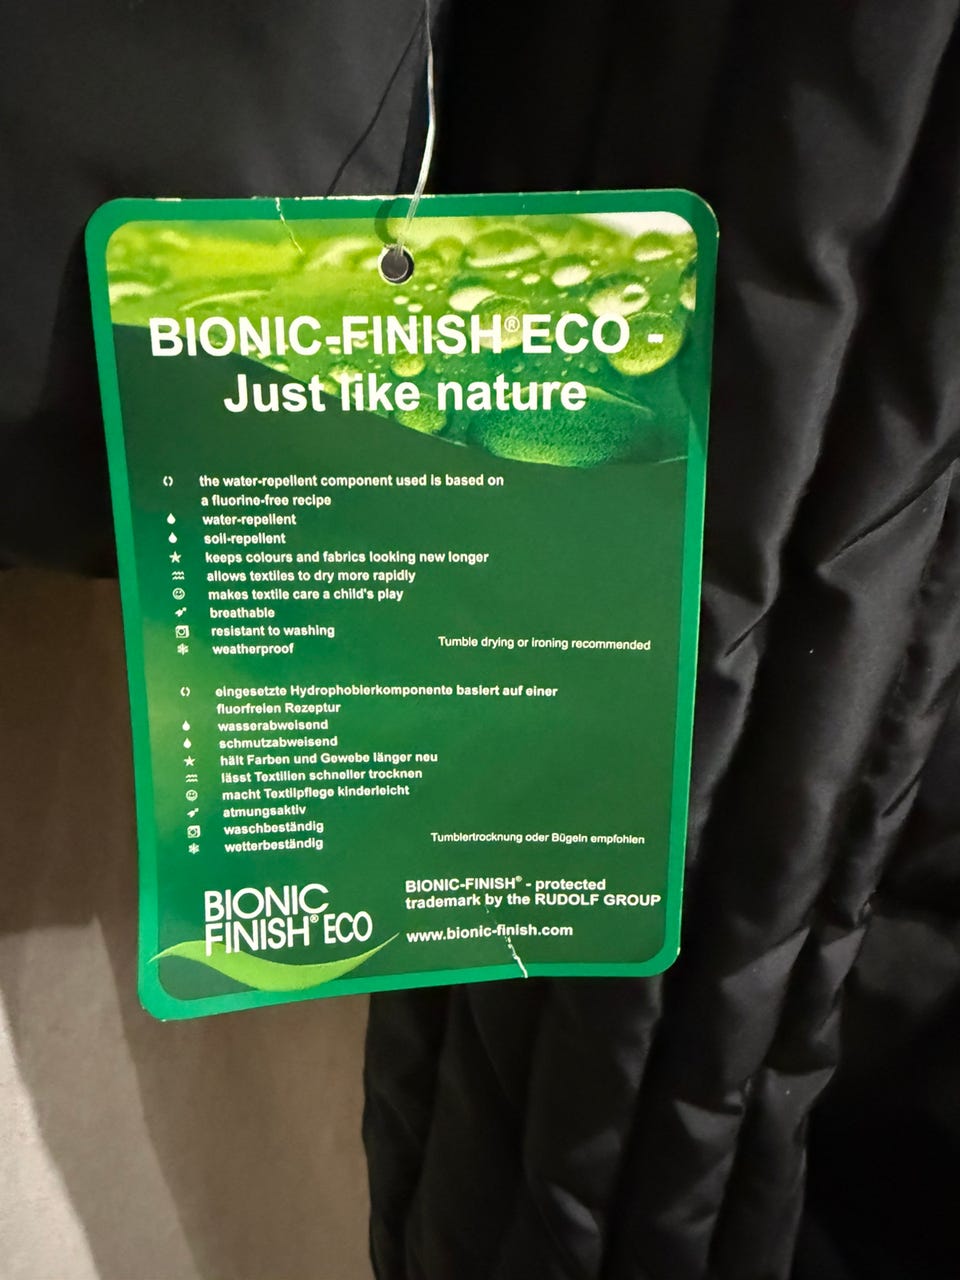 BIONIC-FINISH® ECO -
Just like nature
the water-repellent component used is based on
a fluorine-free recipe
water-repellent
soil-repellent
keeps colours and fabrics looking new longer
allows textiles to dry more rapidly
makes textile care a child's play
breathable
resistant to washing
weatherproof
Tumble drying or ironing recommended
eingesetzte Hydrophobierkomponente basiert auf einer
fluorfreien Rezeptur
wasserabweisend
schmutzabweisend
hält Farben und Gewebe länger neu
lässt Textilien schneller trocknen
macht Textilpflege kinderleicht
atmungsaktiv
waschbeständig
wetterbeständig
Tumblertrocknung oder Bügeln empfohlen
BIONIC
FINISH® ECO
BIONIC-FINISH® - protected
trademark by the RUDOLF GROUP
www.bionic-finish.com